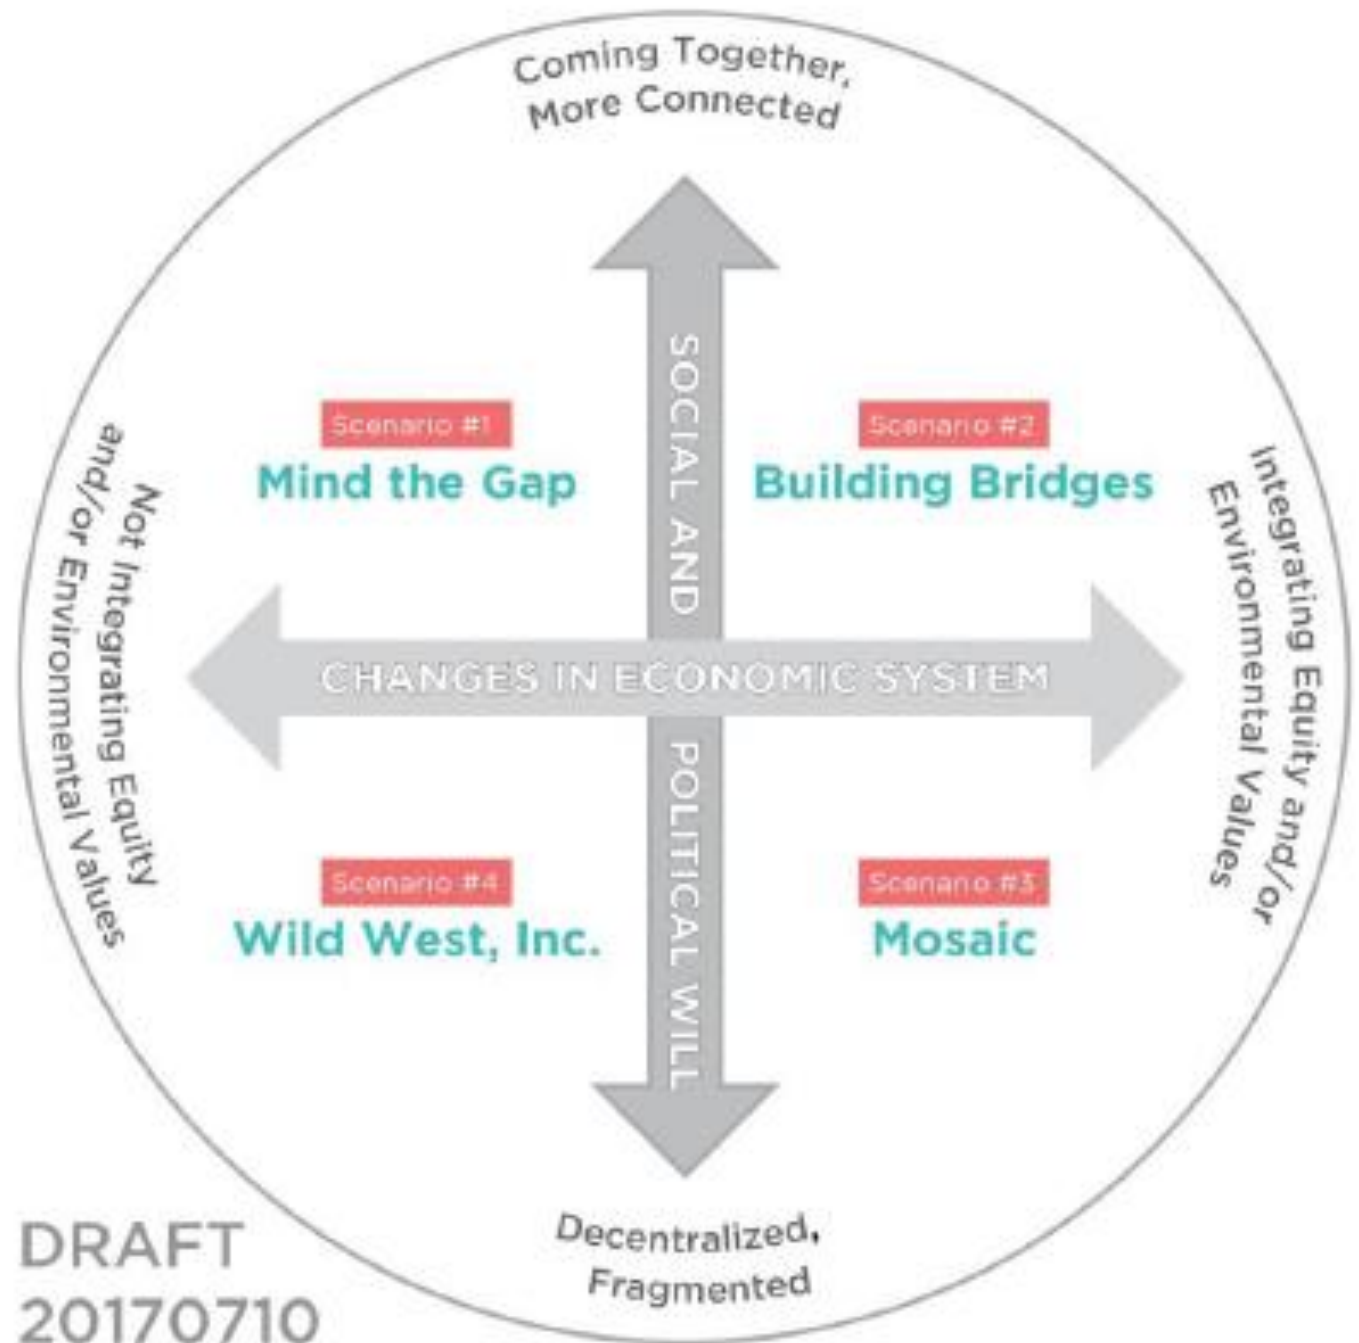 Coming Together,
More Connected
SOCIAL AND
POLITICAL WILL
Scenario #1
Mind the Gap
Scenario #2
Building Bridges
Not Integrating Equity
and/or Environmental Values
CHANGES IN ECONOMIC SYSTEM
Integrating Equity and/or
Environmental Values
Scenario #4
Wild West, Inc.
Scenario #3
Mosaic
Decentralized,
Fragmented
DRAFT
20170710